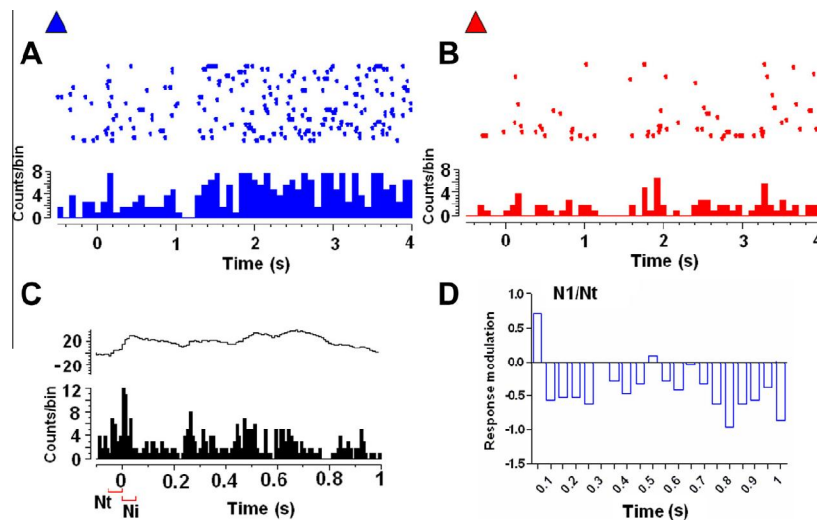 A
Counts/bin
8
4
0
0 1 2 3 4
Time (s)
B
Counts/bin
8
4
0
0 1 2 3 4
Time (s)
C
20
-20
Counts/bin
12
8
4
0
0 0.2 0.4 0.6 0.8 1
Nt
Ni
Time (s)
D
N1/Nt
Response modulation
1.0
0.5
0.0
-0.5
-1.0
-1.5
0.1 0.2 0.3 0.4 0.5 0.6 0.7 0.8 0.9 1
Time (s)